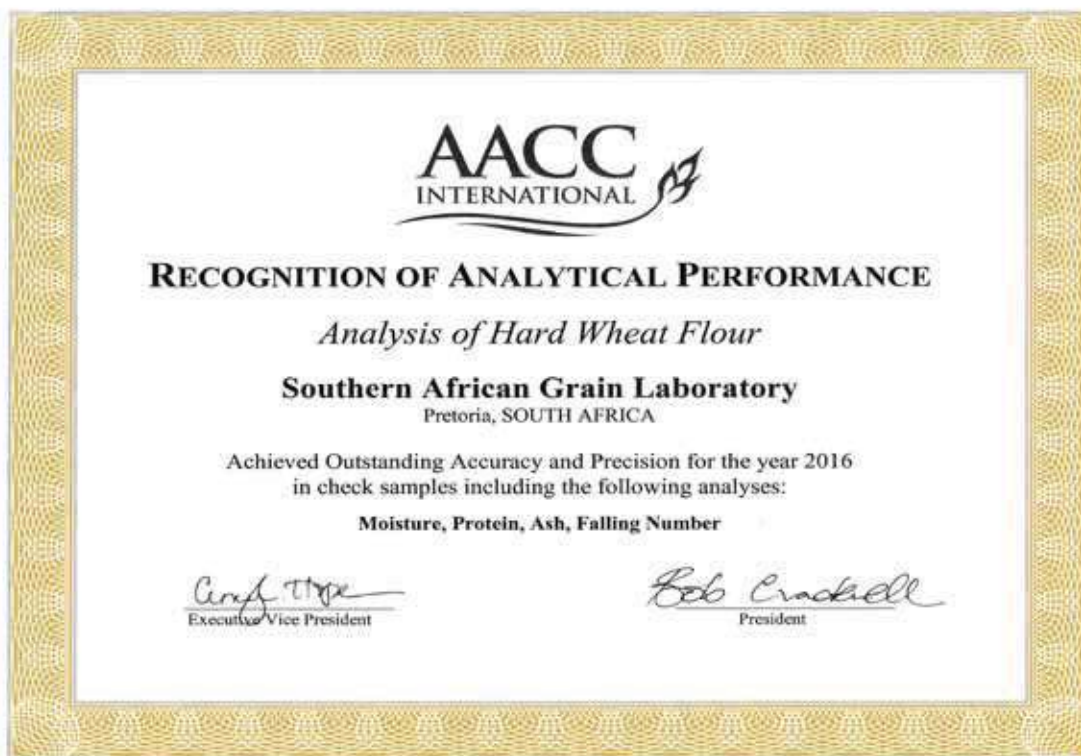 AACC
INTERNATIONAL
RECOGNITION OF ANALYTICAL PERFORMANCE
Analysis of Hard Wheat Flour
Southern African Grain Laboratory
Pretoria, SOUTH AFRICA
Achieved Outstanding Accuracy and Precision for the year 2016
in check samples including the following analyses:
Moisture, Protein, Ash, Falling Number
Bob
Executive Vice President
President